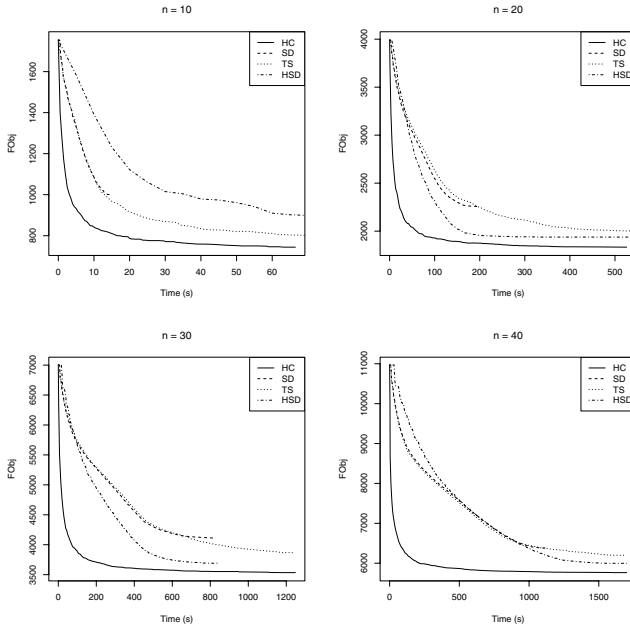 n = 10
FObj
1600
1400
1200
1000
800
0 10 20 30 40 50 60
Time (s)
HC
SD
TS
HSD
n = 20
FObj
4000
3500
3000
2500
2000
0 100 200 300 400 500
Time (s)
HC
SD
TS
HSD
n = 30
FObj
7000
6500
6000
5500
5000
4500
4000
3500
0 200 400 600 800 1000 1200
Time (s)
HC
SD
TS
HSD
n = 40
FObj
11000
10000
9000
8000
7000
6000
0 500 1000 1500
Time (s)
HC
SD
TS
HSD